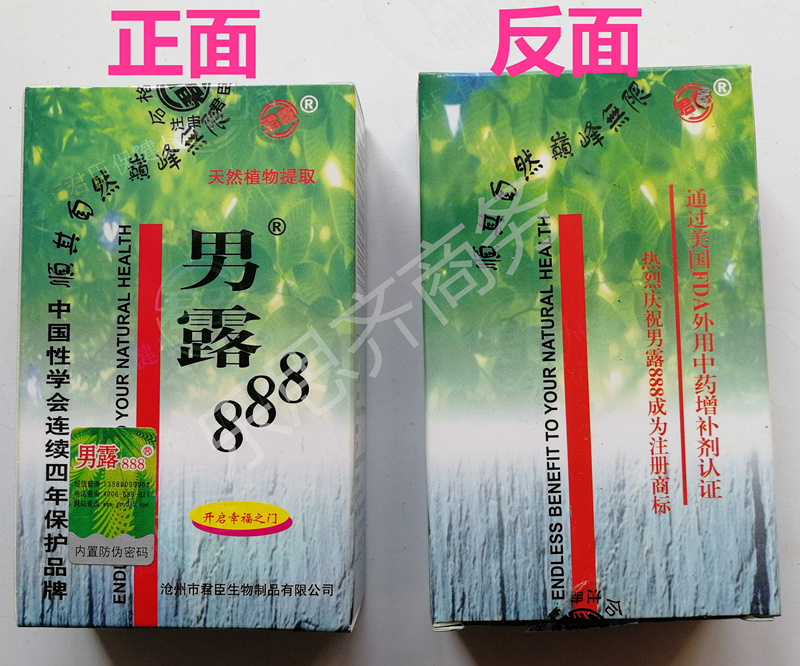 正面
反面
君臣®
顺其自然 巅峰無限
天然植物提取
男露888®
ENDLESS BENEFIT TO YOUR NATURAL HEALTH
中国性学会连续四年保护品牌
男露888®
内置防伪密码
开启幸福之门
沧州市君臣生物制品有限公司
®
顺其自然 巅峰無限
ENDLESS BENEFIT TO YOUR NATURAL HEALTH
通过美国FDA外用中药增补剂认证
热烈庆祝男露888成为注册商标